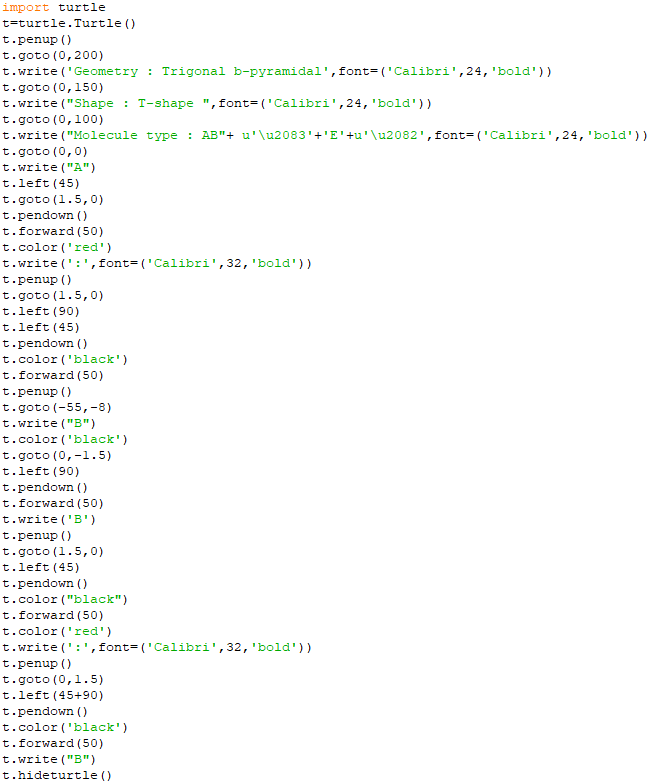 import turtle
t=turtle.Turtle()
t.penup()
t.goto(0,200)
t.write('Geometry : Trigonal b-pyramidal',font=('Calibri',24,'bold'))
t.goto(0,150)
t.write("Shape : T-shape ",font=('Calibri',24,'bold'))
t.goto(0,100)
t.write("Molecule type : AB"+ u'\u2083'+'E'+u'\u2082',font=('Calibri',24,'bold'))
t.goto(0,0)
t.write("A")
t.left(45)
t.goto(1.5,0)
t.pendown()
t.forward(50)
t.color('red')
t.write(':',font=('Calibri',32,'bold'))
t.penup()
t.goto(1.5,0)
t.left(90)
t.left(45)
t.pendown()
t.color('black')
t.forward(50)
t.penup()
t.goto(-55,-8)
t.write("B")
t.color('black')
t.goto(0,-1.5)
t.left(90)
t.pendown()
t.forward(50)
t.write('B')
t.penup()
t.goto(1.5,0)
t.left(45)
t.pendown()
t.color("black")
t.forward(50)
t.color('red')
t.write(':',font=('Calibri',32,'bold'))
t.penup()
t.goto(0,1.5)
t.left(45+90)
t.pendown()
t.color('black')
t.forward(50)
t.write("B")
t.hideturtle()